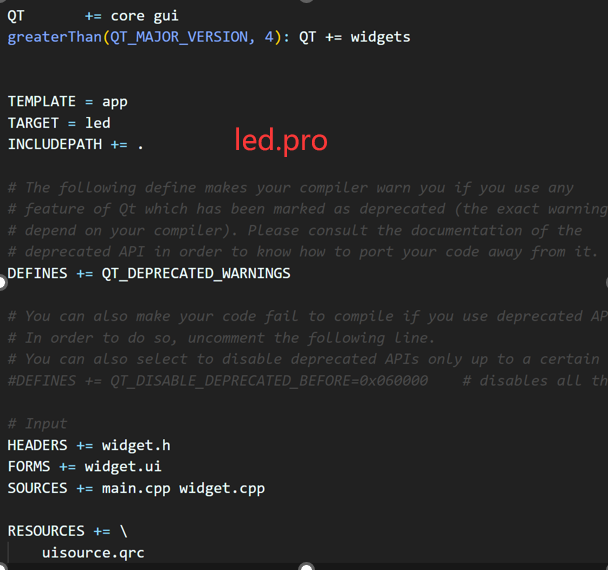 QT       += core gui
greaterThan(QT_MAJOR_VERSION, 4): QT += widgets
TEMPLATE = app
TARGET = led
INCLUDEPATH += .
led.pro
# The following define makes your compiler warn you if you use any
# feature of Qt which has been marked as deprecated (the exact warning
# depend on your compiler). Please consult the documentation of the
# deprecated API in order to know how to port your code away from it.
DEFINES += QT_DEPRECATED_WARNINGS
# You can also make your code fail to compile if you use deprecated AP
# In order to do so, uncomment the following line.
# You can also select to disable deprecated APIs only up to a certain
#DEFINES += QT_DISABLE_DEPRECATED_BEFORE=0x060000    # disables all th
# Input
HEADERS += widget.h
FORMS += widget.ui
SOURCES += main.cpp widget.cpp
RESOURCES += \
    uisource.qrc